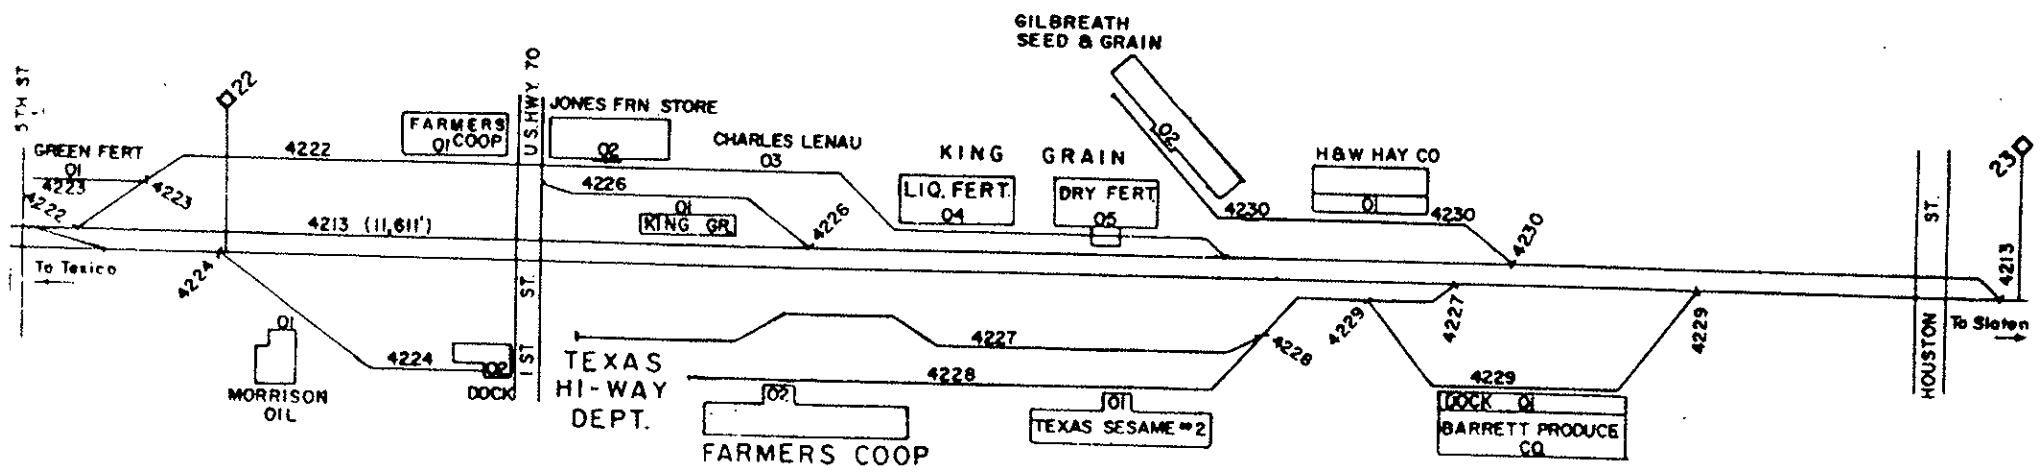 GILBREATH
SEED & GRAIN
5TH ST
22
U.S. HWY. 70
JONES FRN STORE
02
FARMERS
01 COOP
GREEN FERT
01
4223
4222
4223
4222
CHARLES LENAU
03
KING GRAIN
LIQ. FERT.
04
DRY FERT.
05
02
H&W HAY CO
01
23
4226
01
KING GR.
4226
4230
4230
4230
HOUSTON ST.
4213 (11,611')
4213
To Texico
4224
1 ST ST.
To Slaton
01
MORRISON
OIL
4224
02
DOCK
TEXAS
HI-WAY
DEPT.
4227
4228
4228
4229
4227
4229
4229
02
FARMERS COOP
01
TEXAS SESAME #2
DOCK 01
BARRETT PRODUCE
CO.